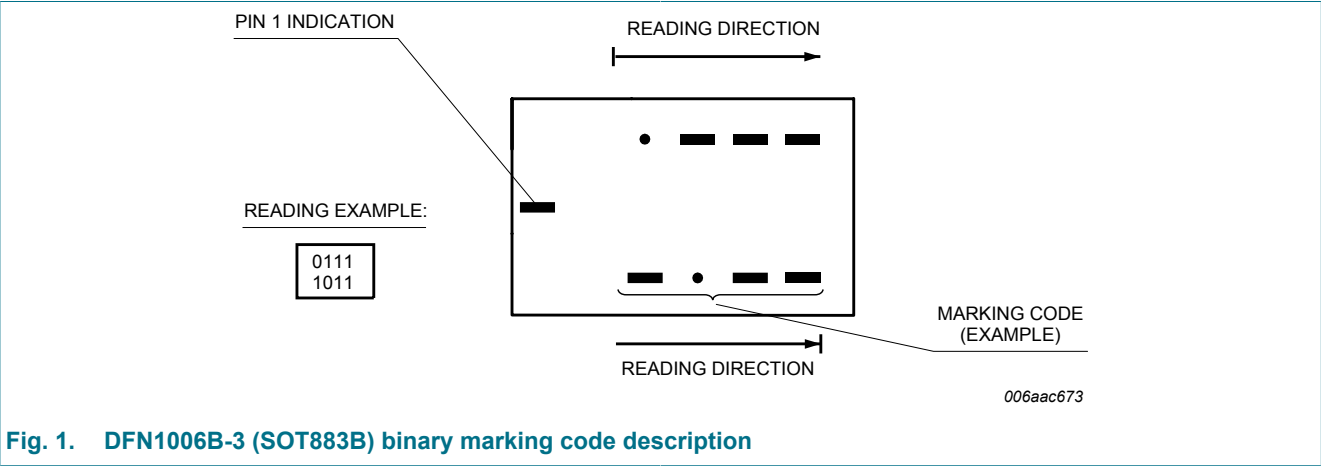 PIN 1 INDICATION
READING DIRECTION
READING EXAMPLE:
0111
1011
MARKING CODE
(EXAMPLE)
READING DIRECTION
006aac673
Fig. 1. DFN1006B-3 (SOT883B) binary marking code description